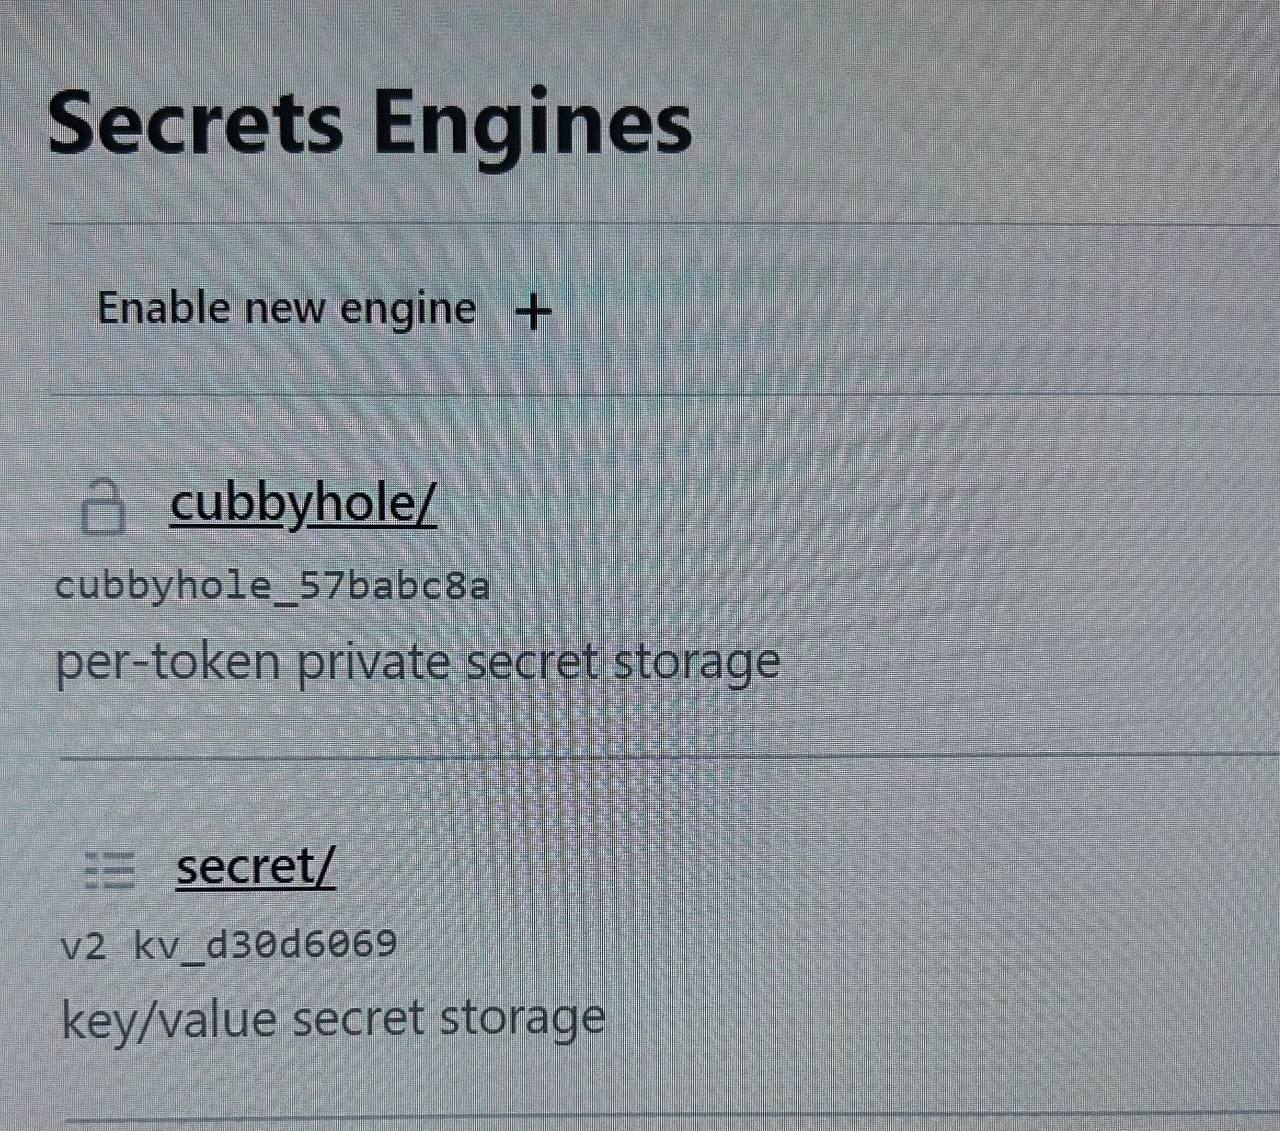 Secrets Engines
Enable new engine +
cubbyhole/
cubbyhole_57babc8a
per-token private secret storage
secret/
v2 kv_d30d6069
key/value secret storage